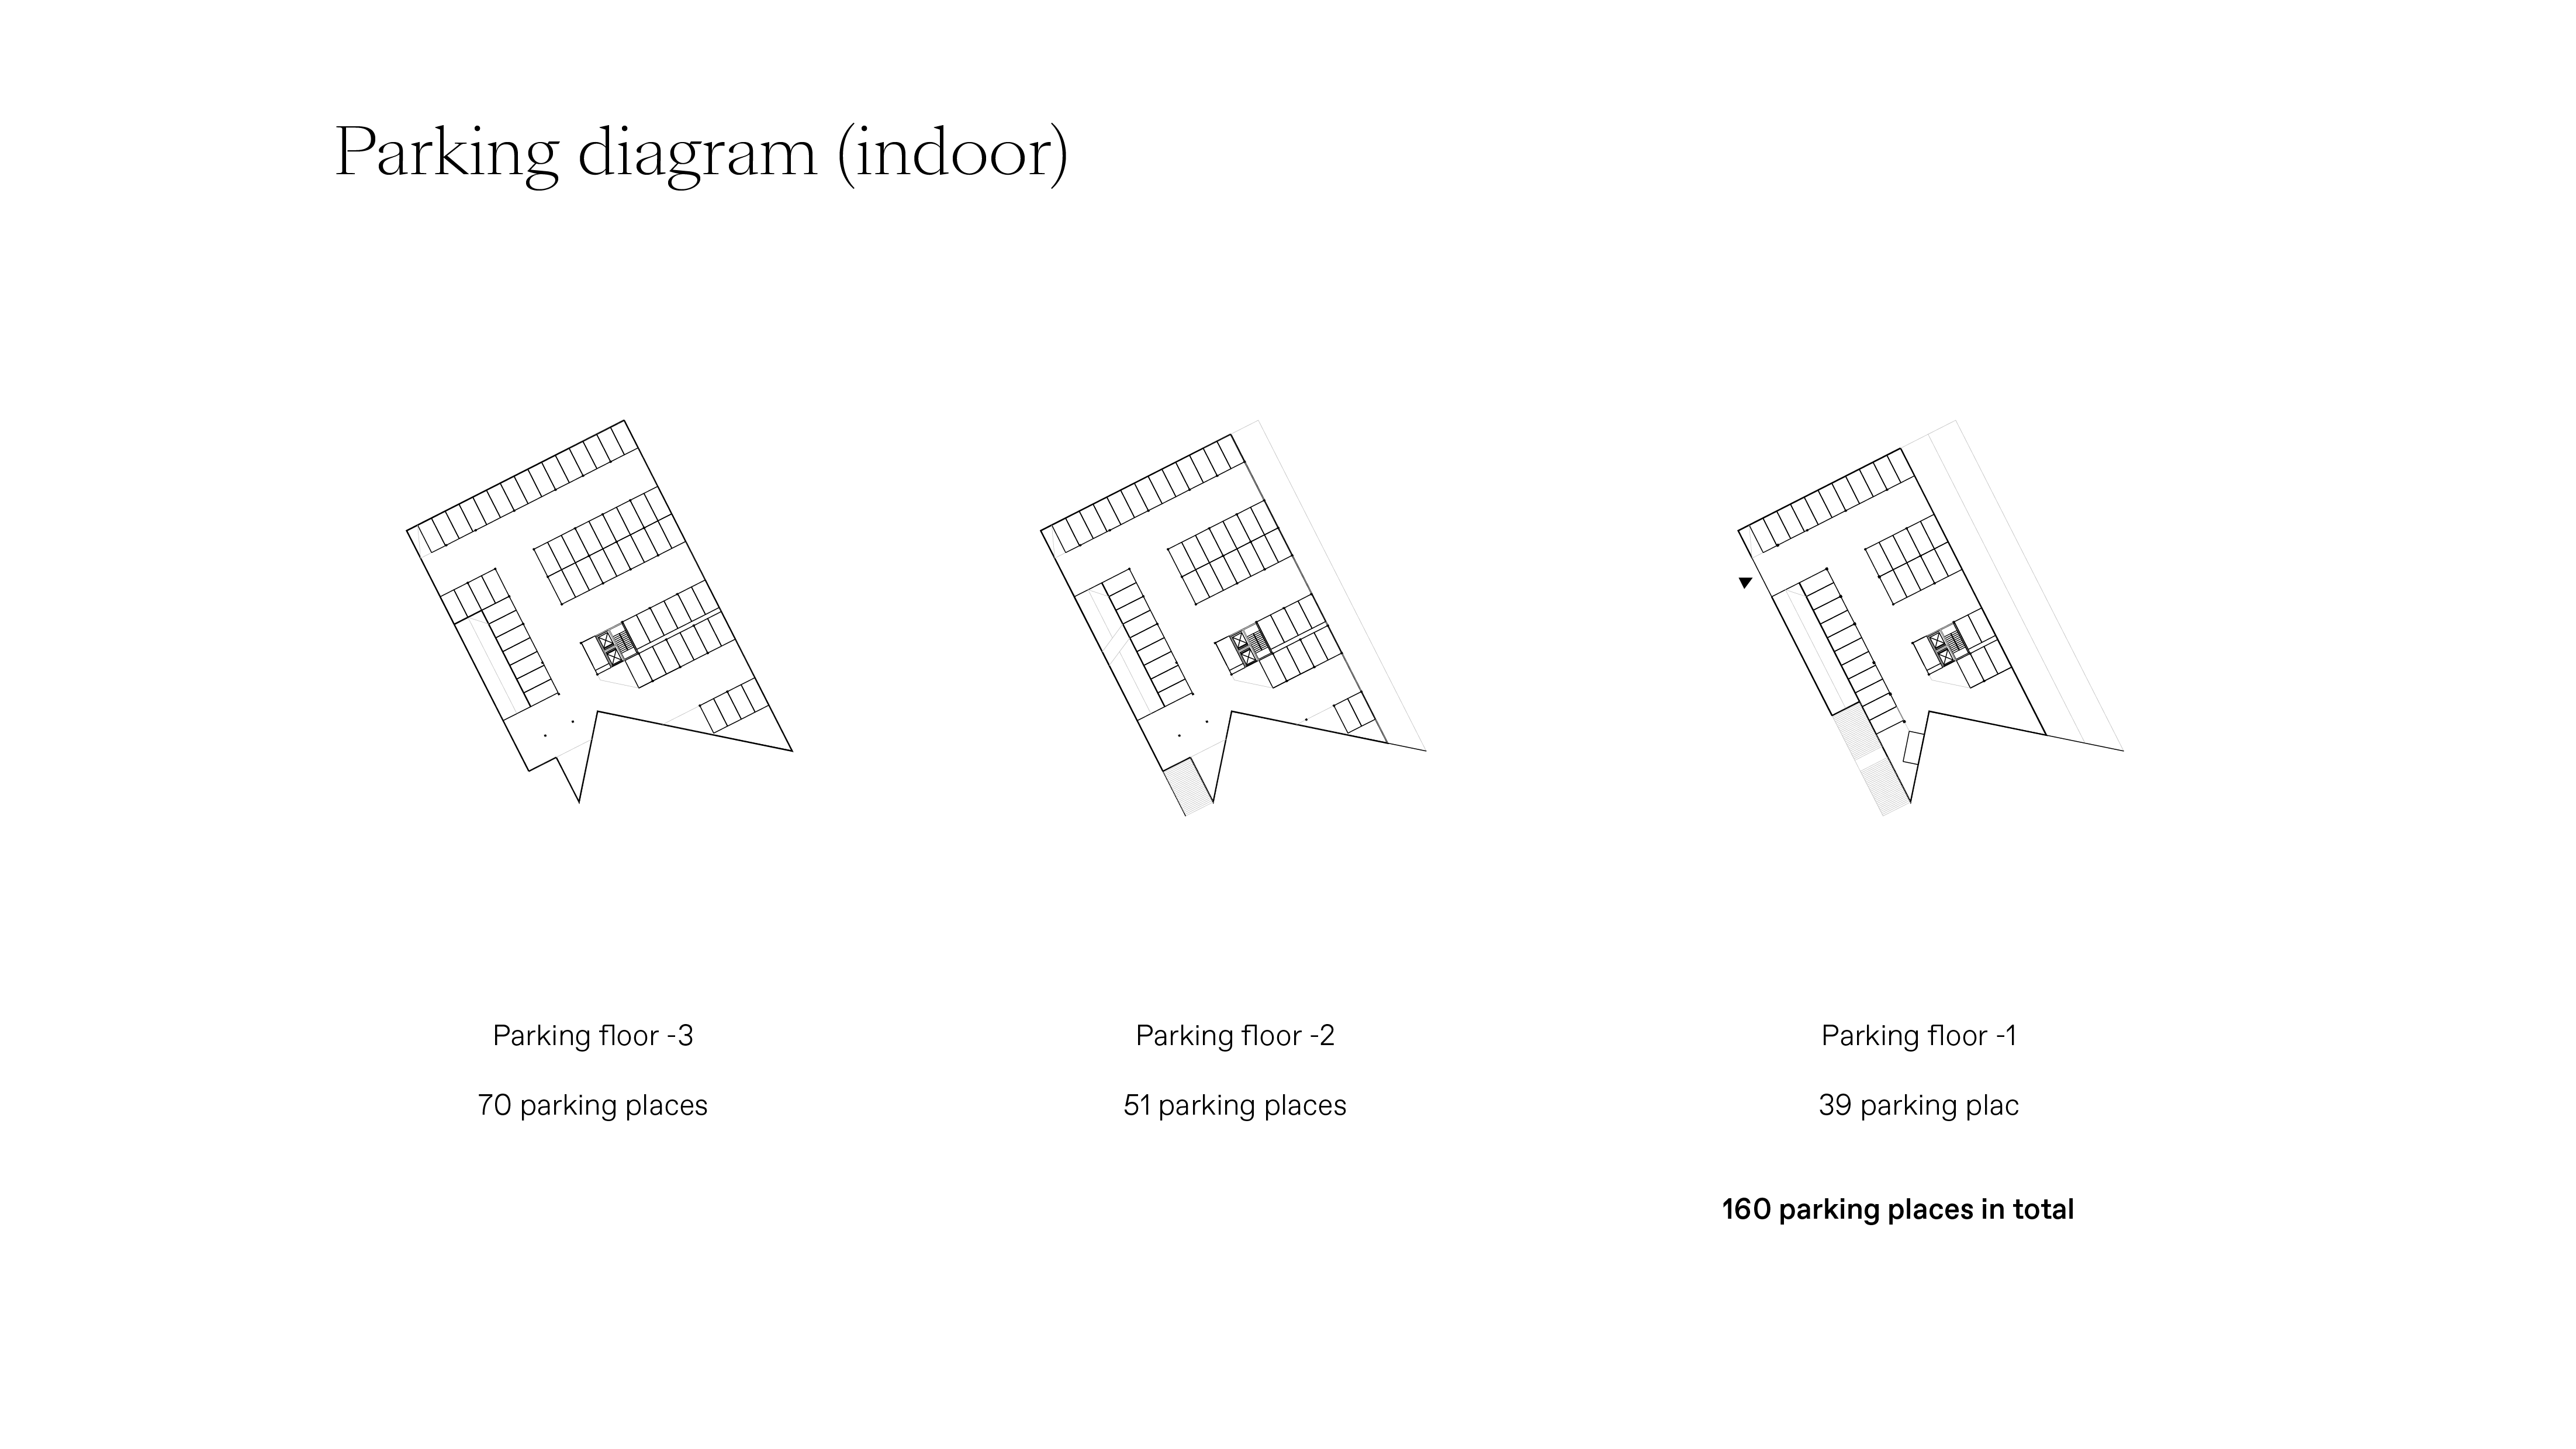 Parking diagram (indoor)
Parking floor -3
70 parking places
Parking floor -2
51 parking places
Parking floor -1
39 parking plac
160 parking places in total